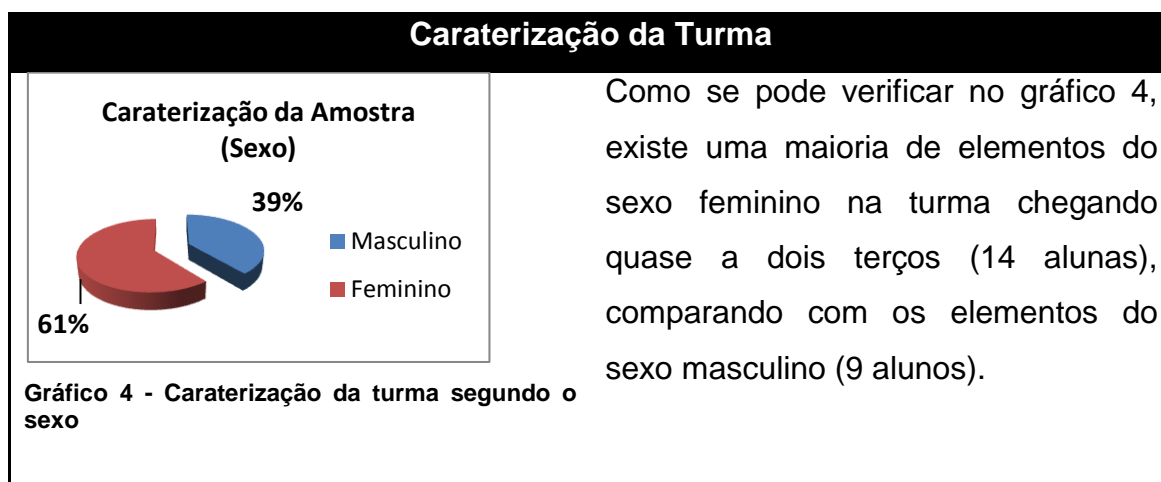 Caraterização da Turma
Caraterização da Amostra
(Sexo)
39%
Masculino
Feminino
61%
Gráfico 4 - Caraterização da turma segundo o
sexo
Como se pode verificar no gráfico 4,
existe uma maioria de elementos do
sexo feminino na turma chegando
quase a dois terços (14 alunas),
comparando com os elementos do
sexo masculino (9 alunos).